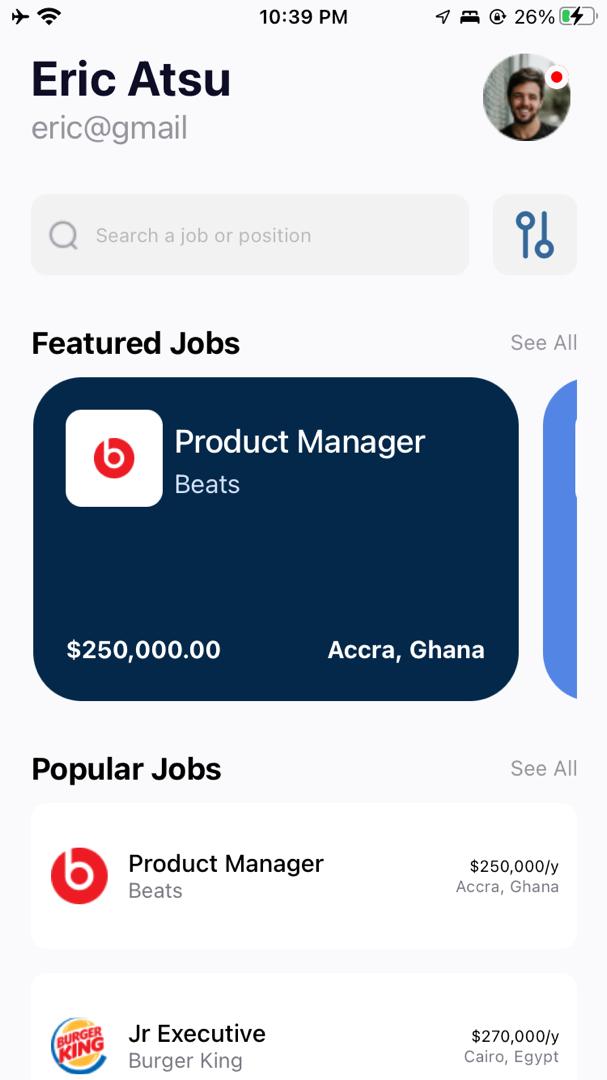 10:39 PM 26%
Eric Atsu
eric@gmail
Search a job or position
Featured Jobs See All
Product Manager
Beats
$250,000.00 Accra, Ghana
Popular Jobs See All
Product Manager $250,000/y
Beats Accra, Ghana
BURGER KING
Jr Executive $270,000/y
Burger King Cairo, Egypt